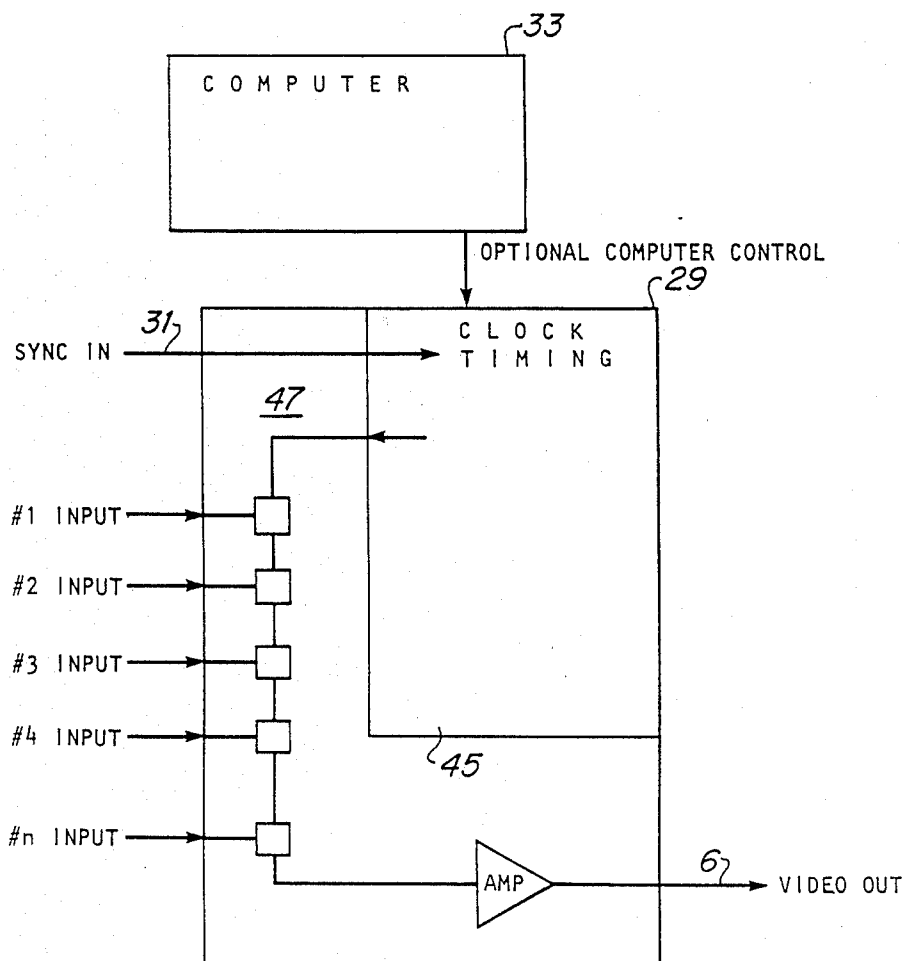 33
COMPUTER
OPTIONAL COMPUTER CONTROL
29
31
SYNC IN
CLOCK
TIMING
47
#1 INPUT
#2 INPUT
#3 INPUT
#4 INPUT
45
#n INPUT
AMP
6
VIDEO OUT